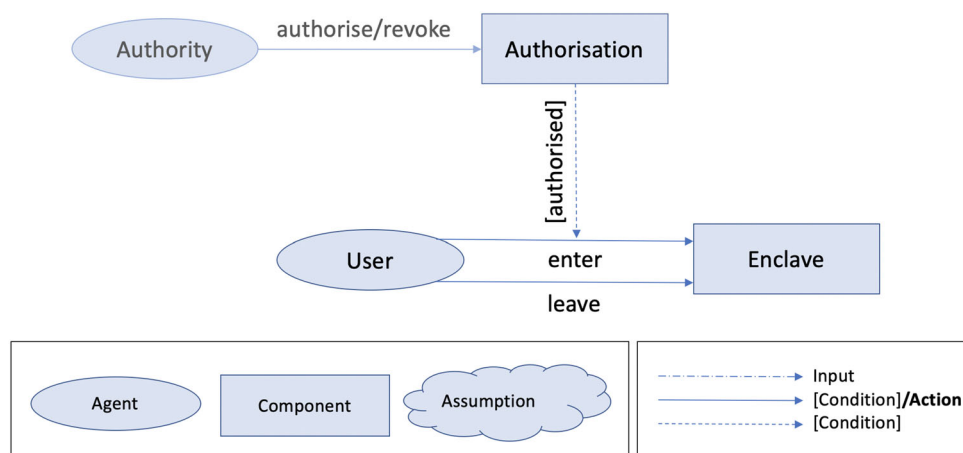 authorise/revoke
Authority
Authorisation
[authorised]
User
enter
Enclave
leave
Agent
Component
Assumption
Input
[Condition]/Action
[Condition]